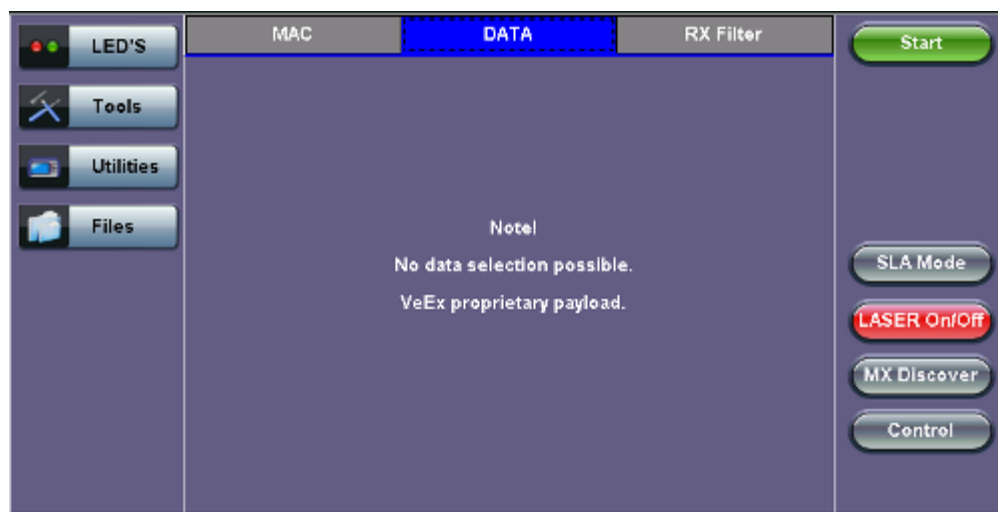 LED'S
Tools
Utilities
Files
MAC
DATA
RX Filter
Note!
No data selection possible.
VeEx proprietary payload.
Start
SLA Mode
LASER On/Off
MX Discover
Control